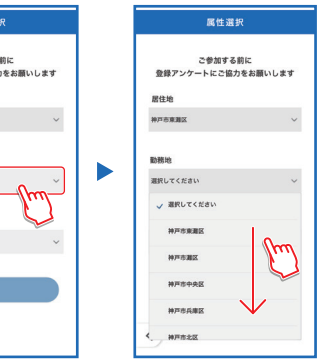 択
前に
力をお願いします
属性選択
ご参加する前に
登録アンケートにご協力をお願いします
居住地
神戸市東灘区
勤務地
選択してください
選択してください
神戸市東灘区
神戸市灘区
神戸市中央区
神戸市兵庫区
神戸市北区